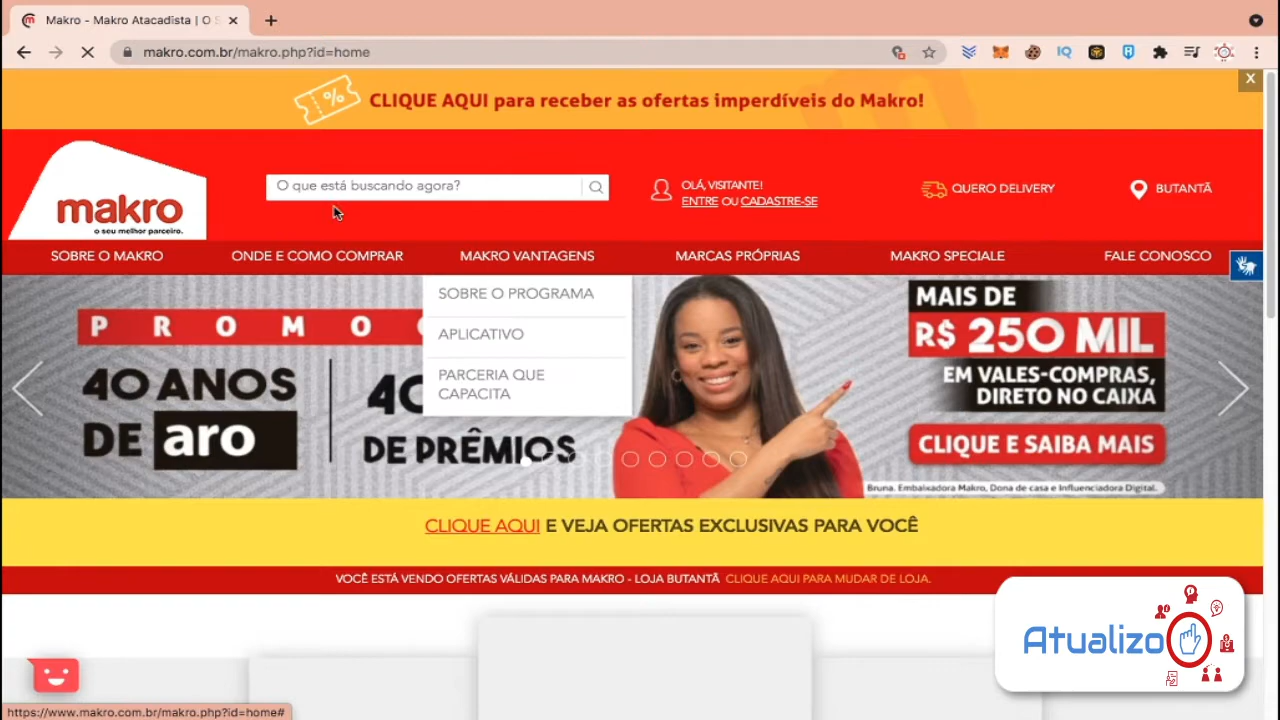 Makro - Makro Atacadista | O S
makro.com.br/makro.php?id=home
CLIQUE AQUI para receber as ofertas imperdíveis do Makro!
X
makro
o seu melhor parceiro.
O que está buscando agora?
OLÁ, VISITANTE!
ENTRE OU CADASTRE-SE
QUERO DELIVERY
BUTANTÃ
SOBRE O MAKRO
ONDE E COMO COMPRAR
MAKRO VANTAGENS
MARCAS PRÓPRIAS
MAKRO SPECIALE
FALE CONOSCO
SOBRE O PROGRAMA
APLICATIVO
PARCERIA QUE
CAPACITA
PROMO
40 ANOS
DE aro
40
DE PRÊMIOS
MAIS DE
R$ 250 MIL
EM VALES-COMPRAS,
DIRETO NO CAIXA
CLIQUE E SAIBA MAIS
Bruna. Embaixadora Makro, Dona de casa e Influenciadora Digital.
CLIQUE AQUI E VEJA OFERTAS EXCLUSIVAS PARA VOCÊ
VOCÊ ESTÁ VENDO OFERTAS VÁLIDAS PARA MAKRO - LOJA BUTANTÃ CLIQUE AQUI PARA MUDAR DE LOJA.
Atualizo
https://www.makro.com.br/makro.php?id=home#